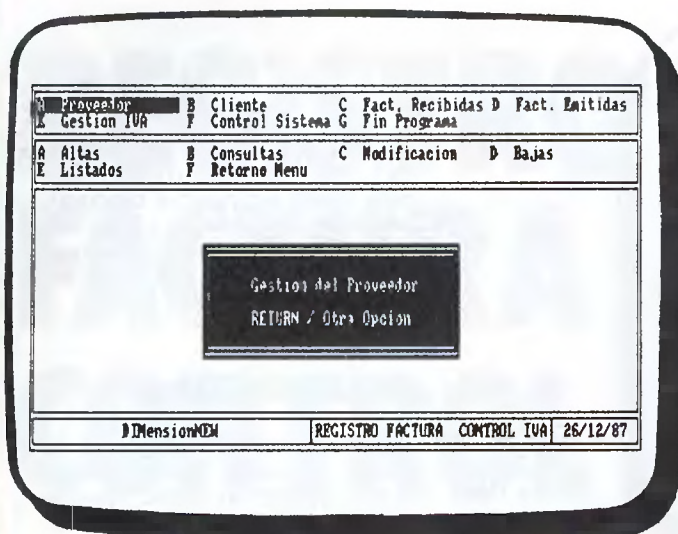 A Proveedor B Cliente C Fact. Recibidas D Fact. Emitidas
E Gestion IVA F Control Sistema G Fin Programa
A Altas B Consultas C Modificacion D Bajas
E Listados F Retorno Menu
Gestion del Proveedor
RETURN / Otra Opcion
DIMensionNEW REGISTRO FACTURA CONTROL IVA 26/12/87